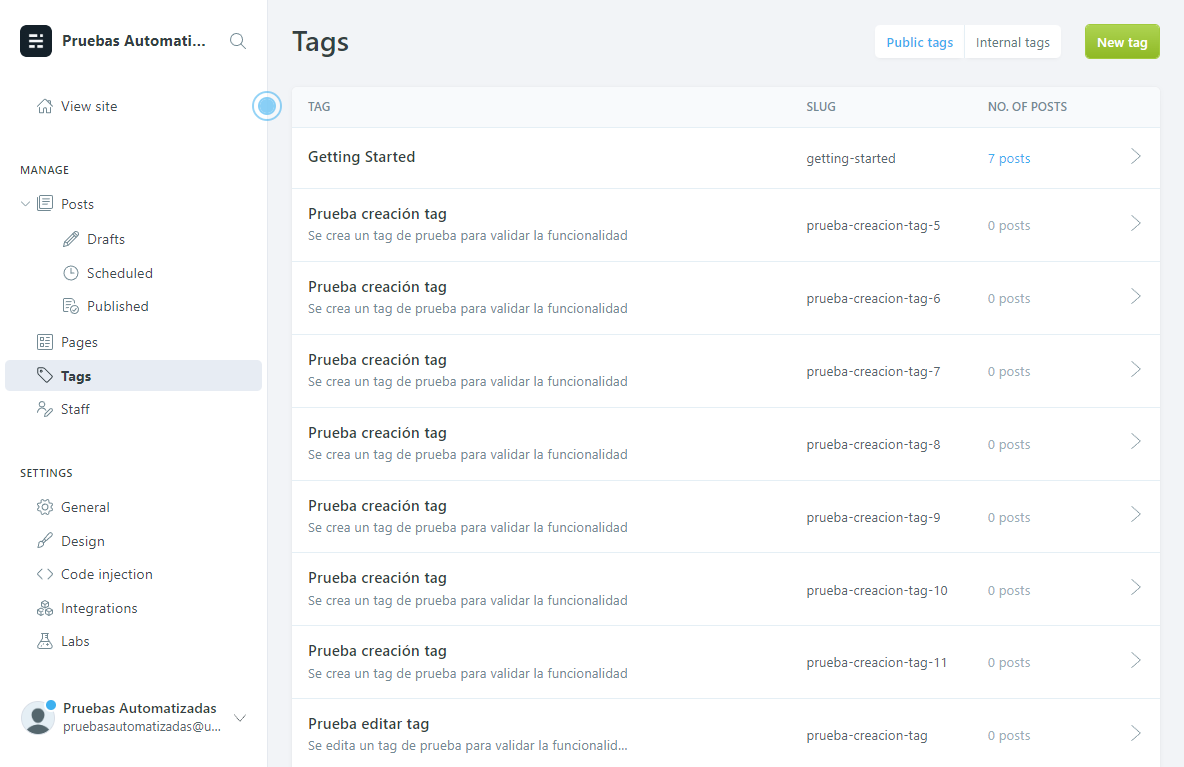 Pruebas Automati...
View site
MANAGE
Posts
Drafts
Scheduled
Published
Pages
Tags
Staff
SETTINGS
General
Design
Code injection
Integrations
Labs
Pruebas Automatizadas
pruebasautomatizadas@u...
Tags
Public tags Internal tags New tag
TAG SLUG NO. OF POSTS
Getting Started getting-started 7 posts
Prueba creación tag
Se crea un tag de prueba para validar la funcionalidad prueba-creacion-tag-5 0 posts
Prueba creación tag
Se crea un tag de prueba para validar la funcionalidad prueba-creacion-tag-6 0 posts
Prueba creación tag
Se crea un tag de prueba para validar la funcionalidad prueba-creacion-tag-7 0 posts
Prueba creación tag
Se crea un tag de prueba para validar la funcionalidad prueba-creacion-tag-8 0 posts
Prueba creación tag
Se crea un tag de prueba para validar la funcionalidad prueba-creacion-tag-9 0 posts
Prueba creación tag
Se crea un tag de prueba para validar la funcionalidad prueba-creacion-tag-10 0 posts
Prueba creación tag
Se crea un tag de prueba para validar la funcionalidad prueba-creacion-tag-11 0 posts
Prueba editar tag
Se edita un tag de prueba para validar la funcionalid... prueba-creacion-tag 0 posts